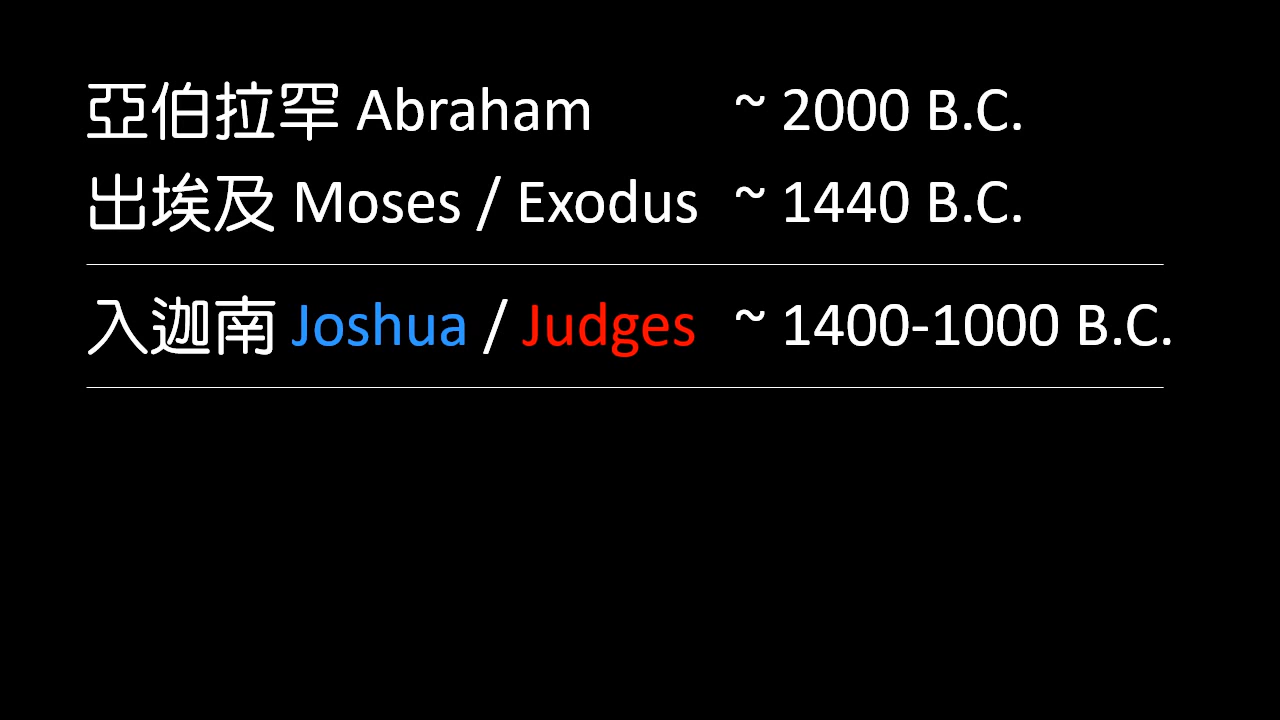 亞伯拉罕 Abraham ~ 2000 B.C.
出埃及 Moses / Exodus ~ 1440 B.C.
入迦南 Joshua / Judges ~ 1400-1000 B.C.